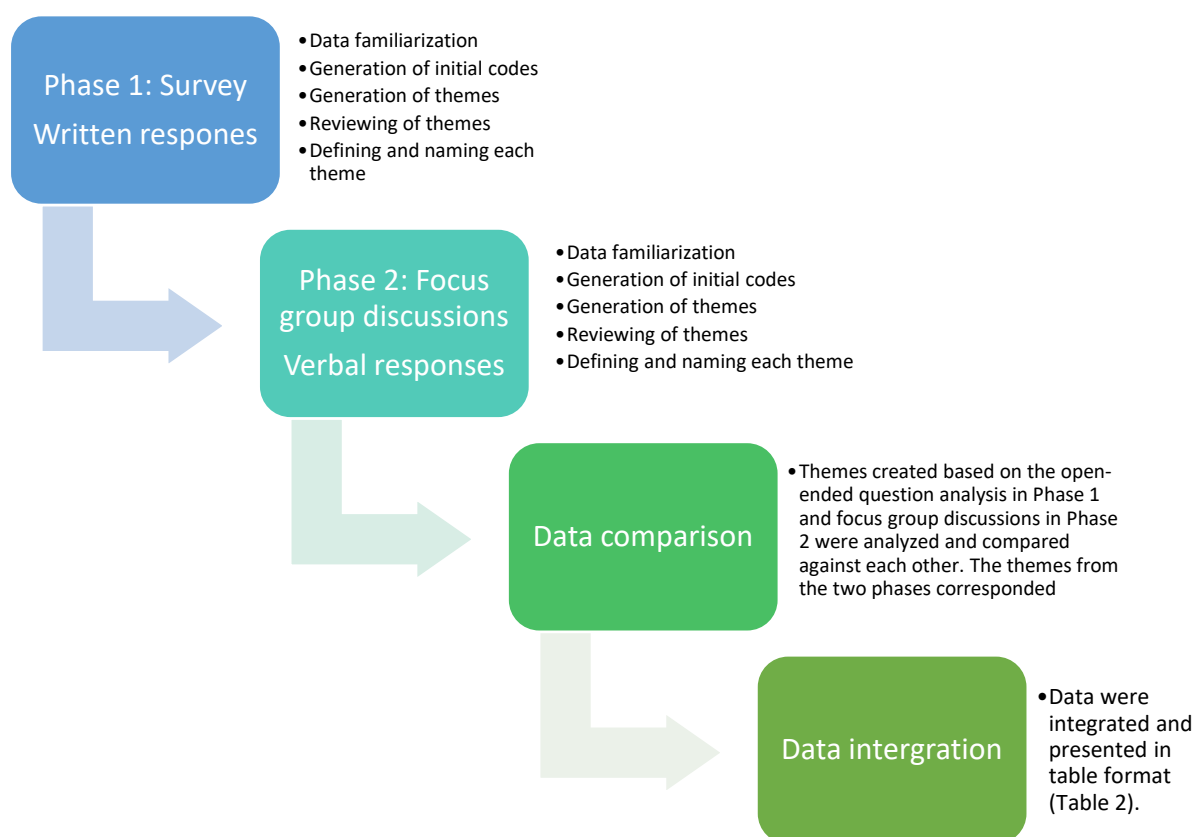 Phase 1: Survey
Written respones
•Data familiarization
•Generation of initial codes
•Generation of themes
•Reviewing of themes
•Defining and naming each
theme
Phase 2: Focus
group discussions
Verbal responses
•Data familiarization
•Generation of initial codes
•Generation of themes
•Reviewing of themes
•Defining and naming each theme
Data comparison
•Themes created based on the open-
ended question analysis in Phase 1
and focus group discussions in Phase
2 were analyzed and compared
against each other. The themes from
the two phases corresponded
Data intergration
•Data were
integrated and
presented in
table format
(Table 2).